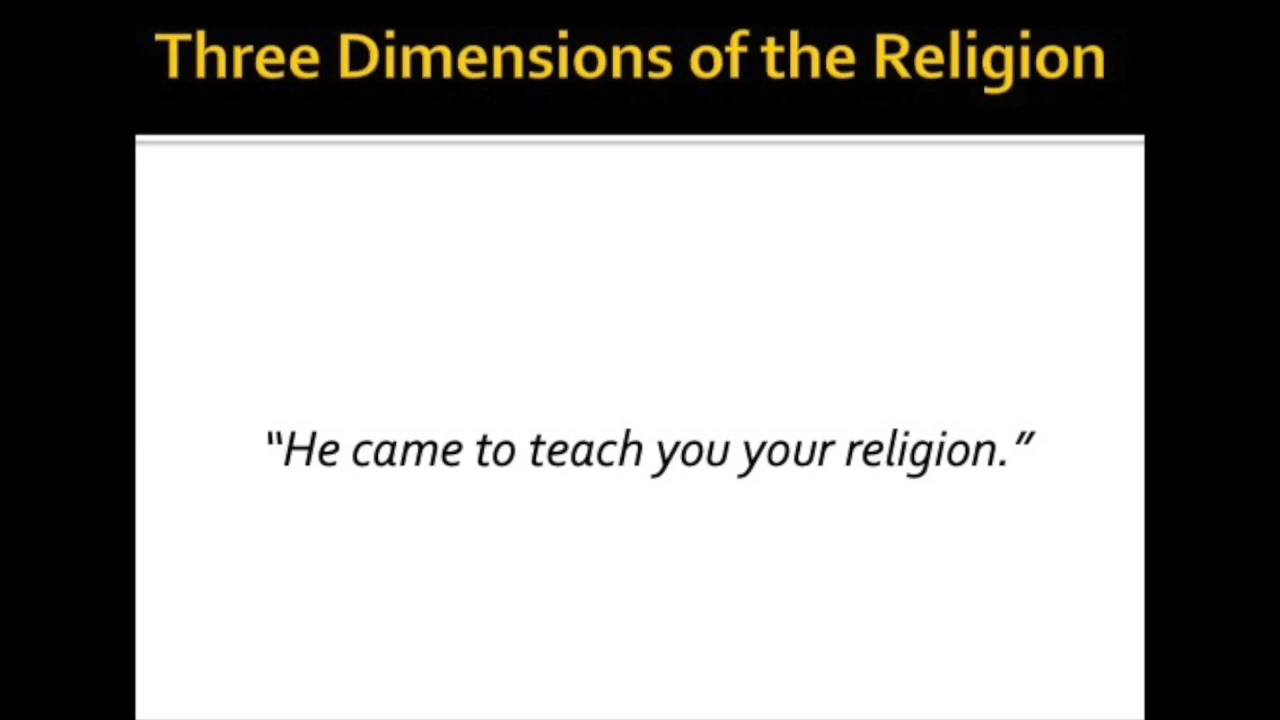 Three Dimensions of the Religion
“He came to teach you your religion.”